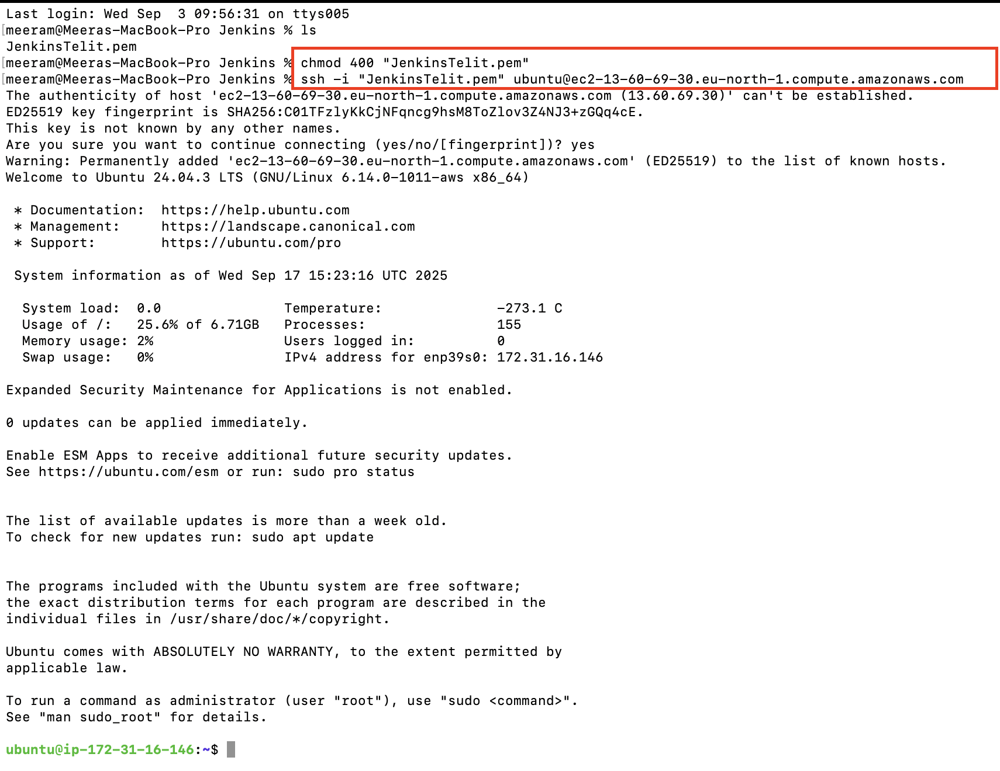 Last login: Wed Sep  3 09:56:31 on ttys005
[meeram@Meeras-MacBook-Pro Jenkins % ls
JenkinsTelit.pem
[meeram@Meeras-MacBook-Pro Jenkins % chmod 400 "JenkinsTelit.pem"
[meeram@Meeras-MacBook-Pro Jenkins % ssh -i "JenkinsTelit.pem" ubuntu@ec2-13-60-69-30.eu-north-1.compute.amazonaws.com
The authenticity of host 'ec2-13-60-69-30.eu-north-1.compute.amazonaws.com (13.60.69.30)' can't be established.
ED25519 key fingerprint is SHA256:C01TFzlyKkCjNFqncg9hsM8ToZlov3Z4NJ3+zGQq4cE.
This key is not known by any other names.
Are you sure you want to continue connecting (yes/no/[fingerprint])? yes
Warning: Permanently added 'ec2-13-60-69-30.eu-north-1.compute.amazonaws.com' (ED25519) to the list of known hosts.
Welcome to Ubuntu 24.04.3 LTS (GNU/Linux 6.14.0-1011-aws x86_64)

 * Documentation:  https://help.ubuntu.com
 * Management:     https://landscape.canonical.com
 * Support:        https://ubuntu.com/pro

 System information as of Wed Sep 17 15:23:16 UTC 2025

  System load:  0.0               Temperature:              -273.1 C
  Usage of /:   25.6% of 6.71GB   Processes:                155
  Memory usage: 2%                Users logged in:          0
  Swap usage:   0%                IPv4 address for enp39s0: 172.31.16.146

Expanded Security Maintenance for Applications is not enabled.

0 updates can be applied immediately.

Enable ESM Apps to receive additional future security updates.
See https://ubuntu.com/esm or run: sudo pro status

The list of available updates is more than a week old.
To check for new updates run: sudo apt update

The programs included with the Ubuntu system are free software;
the exact distribution terms for each program are described in the
individual files in /usr/share/doc/*/copyright.

Ubuntu comes with ABSOLUTELY NO WARRANTY, to the extent permitted by
applicable law.

To run a command as administrator (user "root"), use "sudo <command>".
See "man sudo_root" for details.

ubuntu@ip-172-31-16-146:~$